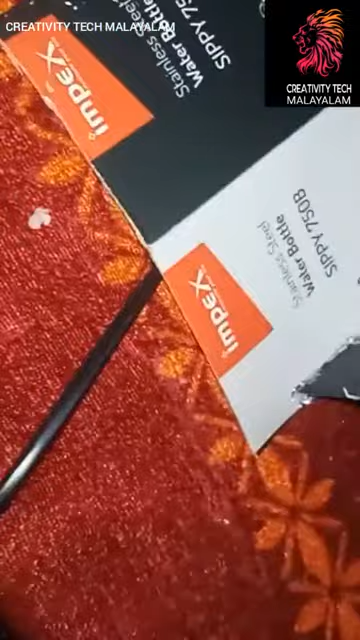 CREATIVITY TECH MALAYALAM
CREATIVITY TECH
MALAYALAM
impex
Stainless Steel
Water Bottle
SIPPY 75
impex
Stainless Steel
Water Bottle
SIPPY 750B